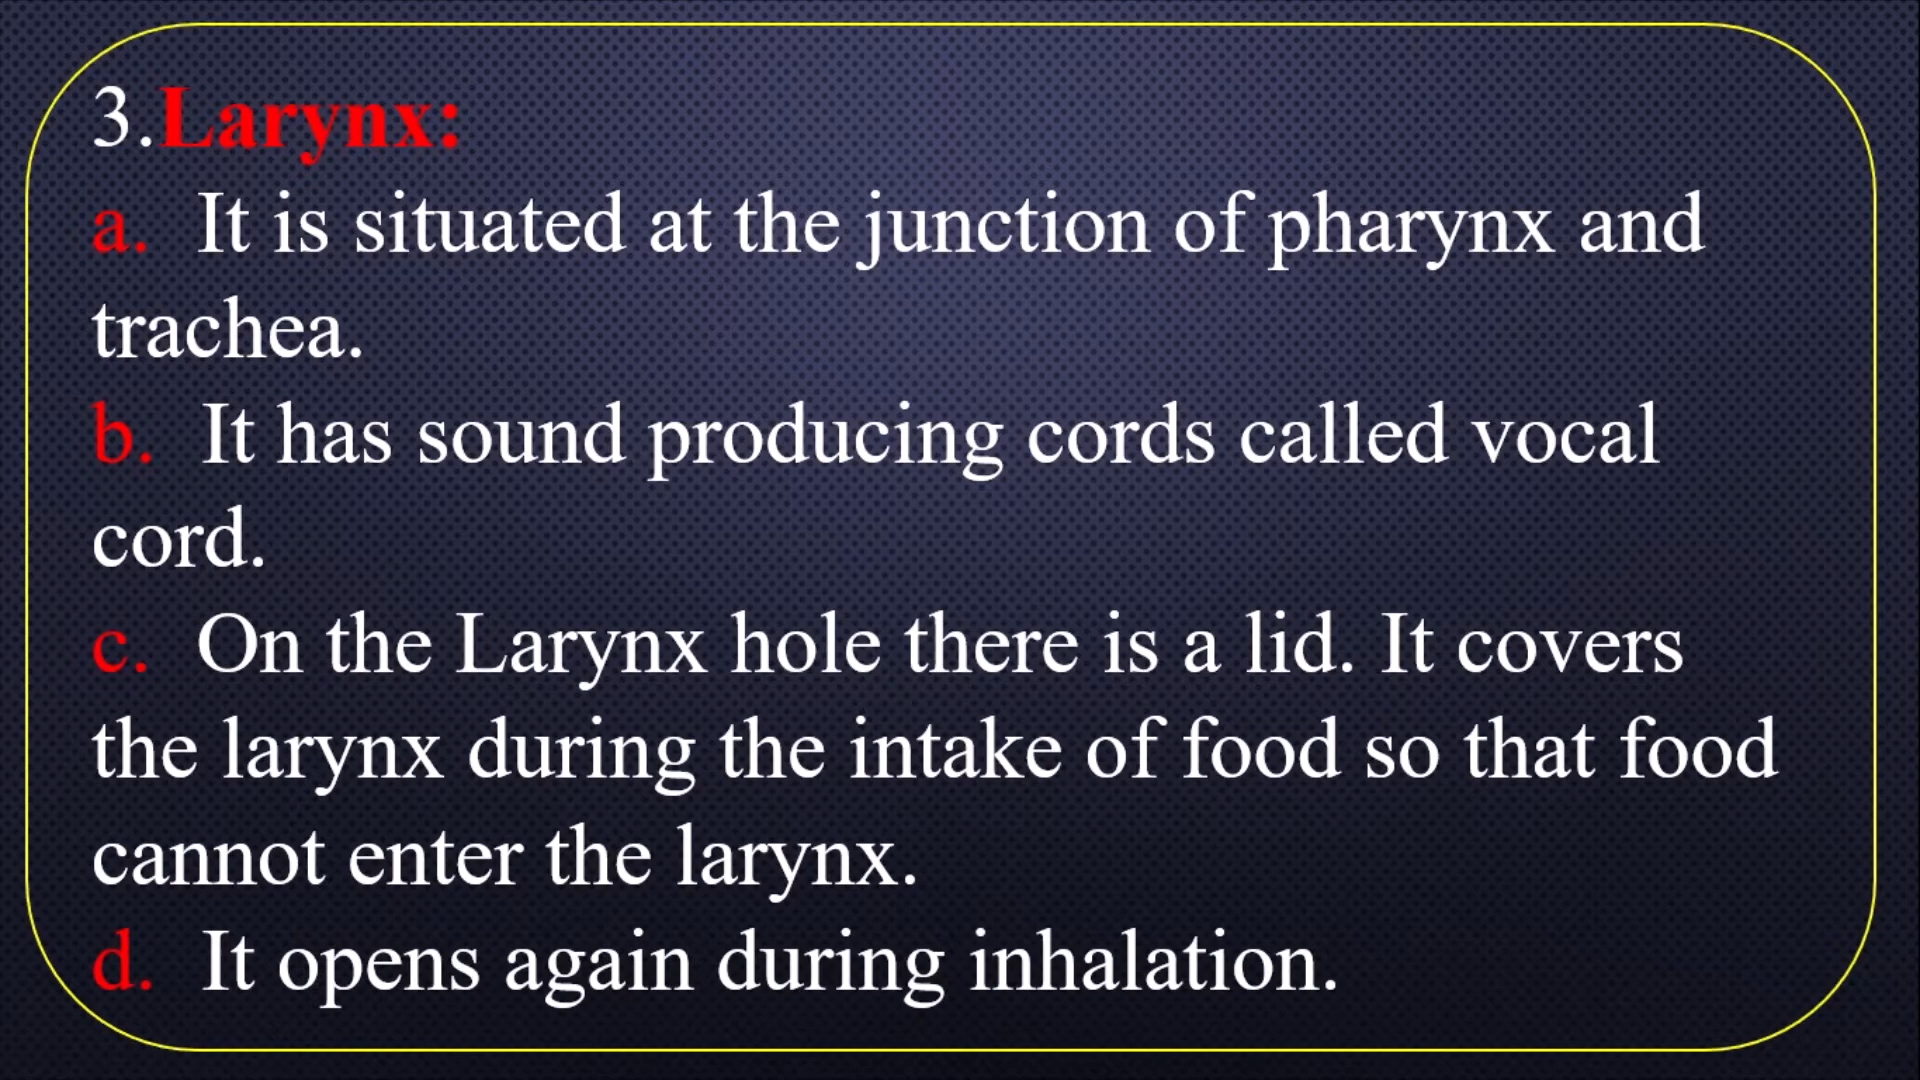 3.Larynx:
a. It is situated at the junction of pharynx and
trachea.
b. It has sound producing cords called vocal
cord.
c. On the Larynx hole there is a lid. It covers
the larynx during the intake of food so that food
cannot enter the larynx.
d. It opens again during inhalation.